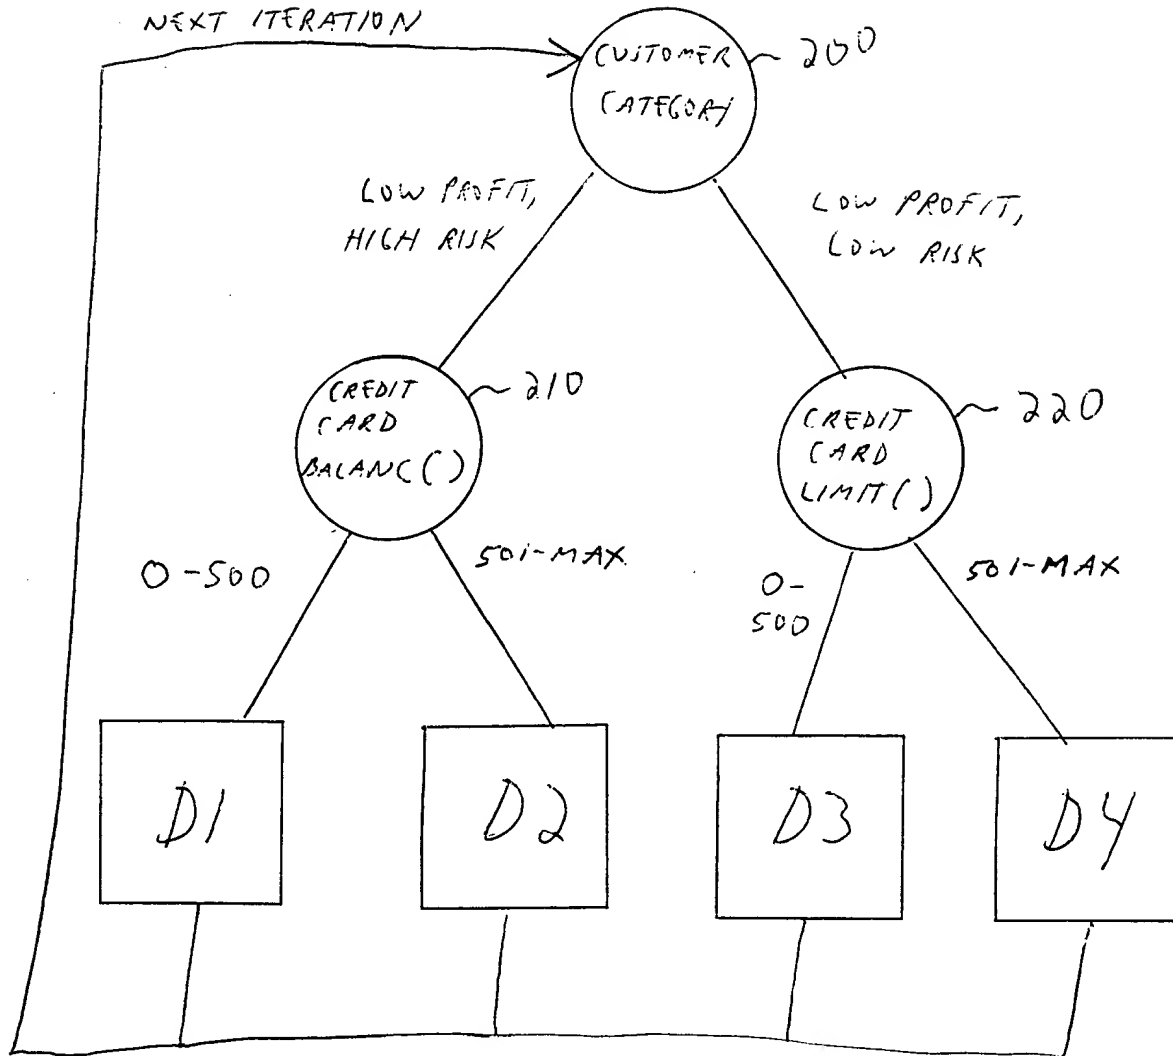 NEXT ITERATION
CUSTOMER
CATEGORY
200
LOW PROFIT,
HIGH RISK
LOW PROFIT,
LOW RISK
CREDIT
CARD
BALANC()
210
CREDIT
CARD
LIMIT()
220
0-500
501-MAX
0-
500
501-MAX
D1
D2
D3
D4